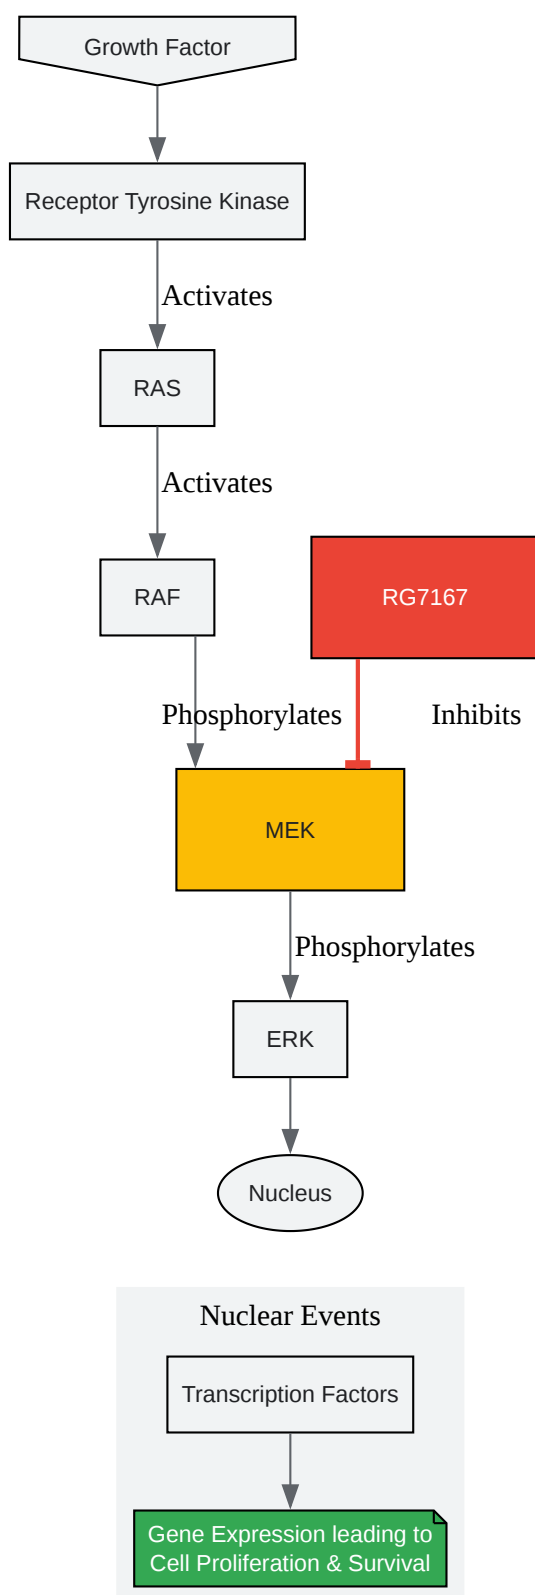 Growth Factor
Receptor Tyrosine Kinase
Activates
RAS
Activates
RAF
RG7167
Phosphorylates
Inhibits
MEK
Phosphorylates
ERK
Nucleus
Nuclear Events
Transcription Factors
Gene Expression leading to
Cell Proliferation & Survival